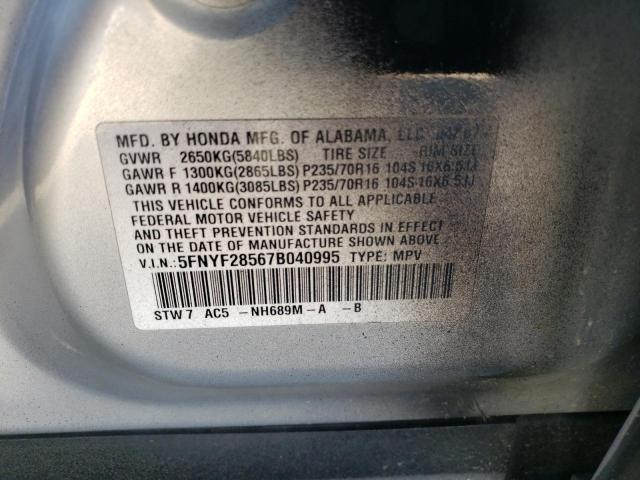 MFD. BY HONDA MFG. OF ALABAMA, LLC
GVWR 2650KG(5840LBS) TIRE SIZE RIM SIZE
GAWR F 1300KG(2865LBS) P235/70R16 104S 16X6.5JJ
GAWR R 1400KG(3085LBS) P235/70R16 104S 16X6.5JJ
THIS VEHICLE CONFORMS TO ALL APPLICABLE
FEDERAL MOTOR VEHICLE SAFETY
AND THEFT PREVENTION STANDARDS IN EFFECT
ON THE DATE OF MANUFACTURE SHOWN ABOVE.
V.I.N.:5FNYF28567B040995 TYPE: MPV
STW7 AC5 -NH689M-A -B